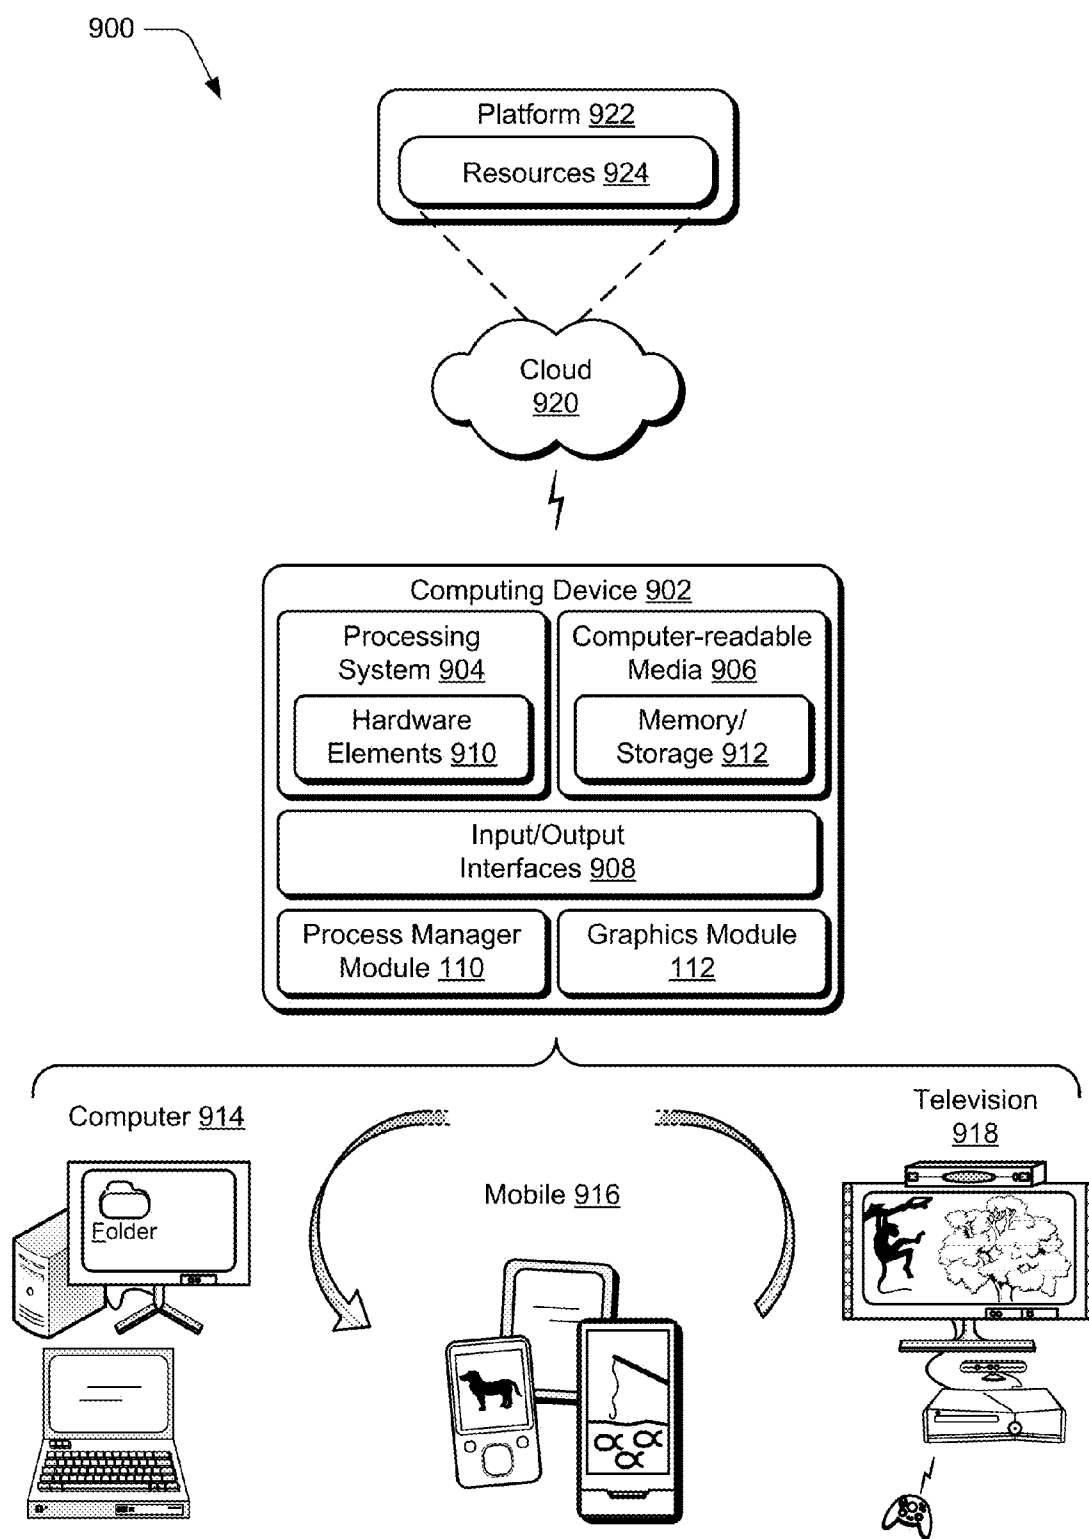 900
Platform 922
Resources 924
Cloud
920
Computing Device 902
Processing
System 904
Hardware
Elements 910
Computer-readable
Media 906
Memory/
Storage 912
Input/Output
Interfaces 908
Process Manager
Module 110
Graphics Module
112
Computer 914
Folder
Mobile 916
Television
918